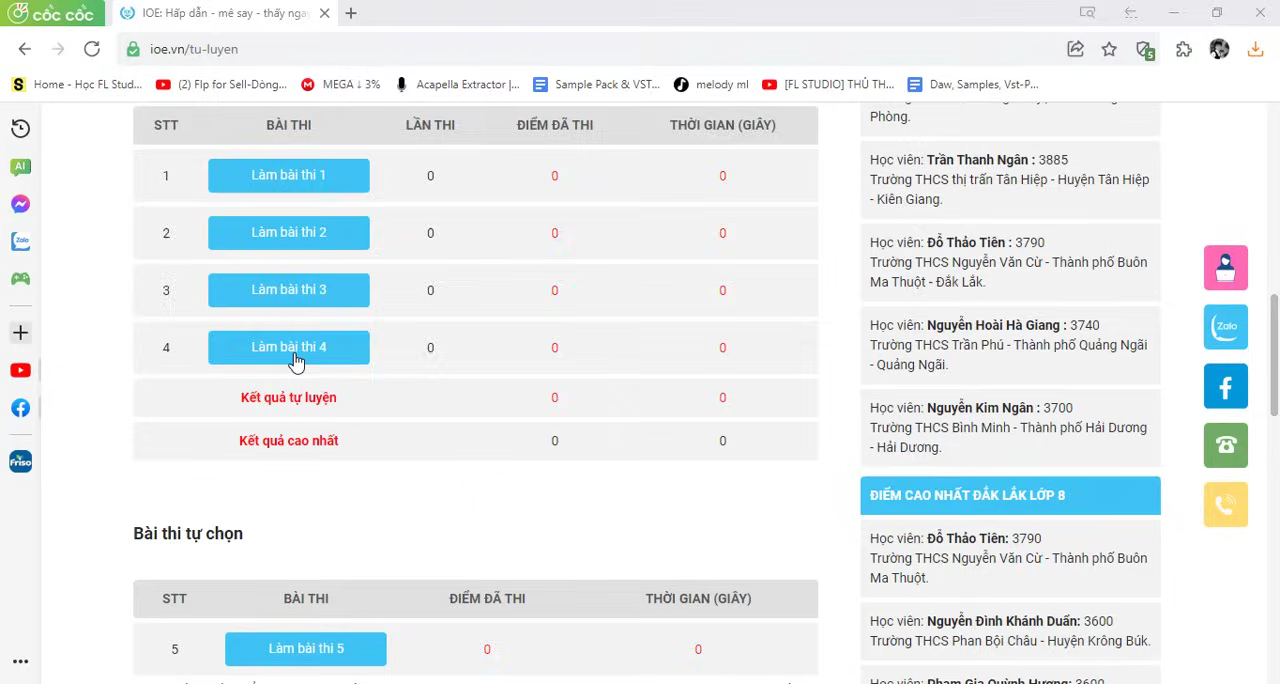 cốc cốc
IOE: Hấp dẫn - mê say - thấy ngay
ioe.vn/tu-luyen
5
Home - Học FL Stud...
(2) Flp for Sell-Dòng...
MEGA ↓ 3%
Acapella Extractor |...
Sample Pack & VST...
melody ml
[FL STUDIO] THỦ TH...
Daw, Samples, Vst-P...
AI
Zalo
Friso
STT BÀI THI LẦN THI ĐIỂM ĐÃ THI THỜI GIAN (GIÂY)
1 Làm bài thi 1 0 0 0
2 Làm bài thi 2 0 0 0
3 Làm bài thi 3 0 0 0
4 Làm bài thi 4 0 0 0
Kết quả tự luyện 0 0
Kết quả cao nhất 0 0
Bài thi tự chọn
STT BÀI THI ĐIỂM ĐÃ THI THỜI GIAN (GIÂY)
5 Làm bài thi 5 0 0
Phòng.
Học viên: Trần Thanh Ngân : 3885
Trường THCS thị trấn Tân Hiệp - Huyện Tân Hiệp
- Kiên Giang.
Học viên: Đỗ Thảo Tiên : 3790
Trường THCS Nguyễn Văn Cừ - Thành phố Buôn
Ma Thuột - Đắk Lắk.
Học viên: Nguyễn Hoài Hà Giang : 3740
Trường THCS Trần Phú - Thành phố Quảng Ngãi
- Quảng Ngãi.
Học viên: Nguyễn Kim Ngân : 3700
Trường THCS Bình Minh - Thành phố Hải Dương
- Hải Dương.
ĐIỂM CAO NHẤT ĐẮK LẮK LỚP 8
Học viên: Đỗ Thảo Tiên: 3790
Trường THCS Nguyễn Văn Cừ - Thành phố Buôn
Ma Thuột.
Học viên: Nguyễn Đình Khánh Duẩn: 3600
Trường THCS Phan Bội Châu - Huyện Krông Búk.
Học viên: Phạm Gia Quỳnh Hương: 3600
Zalo